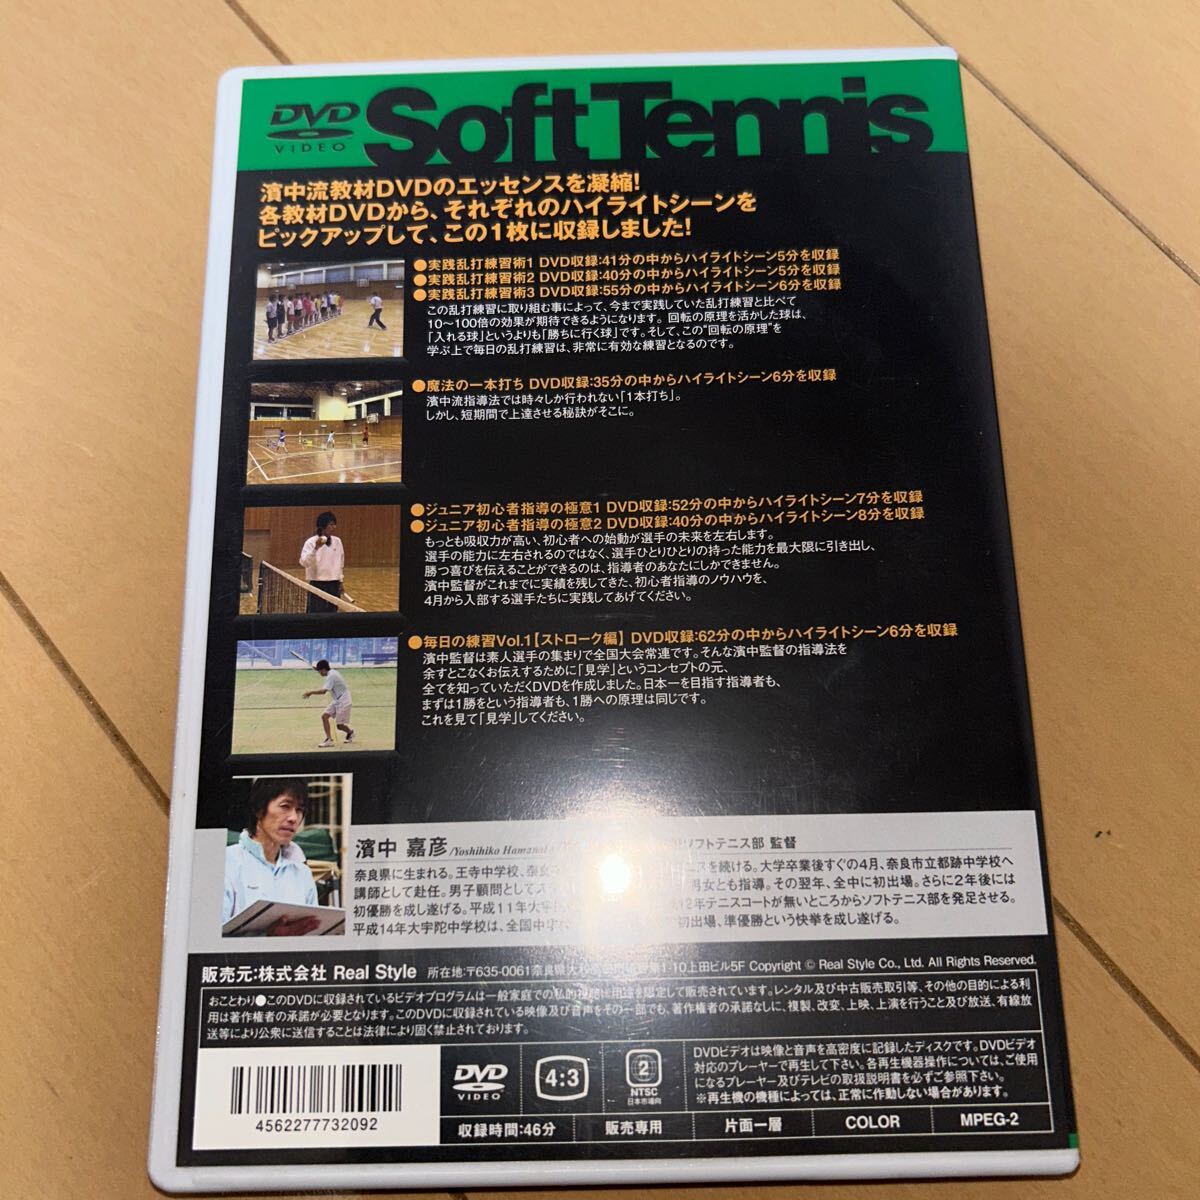 DVD
VIDEO
Soft Tennis
濱中流教材DVDのエッセンスを凝縮!
各教材DVDから、それぞれのハイライトシーンを
ピックアップして、この1枚に収録しました!
●実践乱打練習術1 DVD収録:41分の中からハイライトシーン5分を収録
●実践乱打練習術2 DVD収録:40分の中からハイライトシーン5分を収録
●実践乱打練習術3 DVD収録:55分の中からハイライトシーン6分を収録
この乱打練習に取り組む事によって、今まで実践していた乱打練習と比べて
10〜100倍の効果が期待できるようになります。回転の原理を活かした球は、
「入れる球」というよりも「勝ちに行く球」です。そして、この"回転の原理"を
学ぶ上で毎日の乱打練習は、非常に有効な練習となるのです。
●魔法の一本打ち DVD収録:35分の中からハイライトシーン6分を収録
濱中流指導法では時々しか行われない「1本打ち」。
しかし、短期間で上達させる秘訣がそこに。
●ジュニア初心者指導の極意1 DVD収録:52分の中からハイライトシーン7分を収録
●ジュニア初心者指導の極意2 DVD収録:40分の中からハイライトシーン8分を収録
もっとも吸収力が高い、初心者への始動が選手の未来を左右します。
選手の能力に左右されるのではなく、選手ひとりひとりの持った能力を最大限に引き出し、
勝つ喜びを伝えることができるのは、指導者のあなたにしかできません。
濱中監督がこれまでに実績を残してきた、初心者指導のノウハウを、
4月から入部する選手たちに実践してあげてください。
●毎日の練習Vol.1【ストローク編】 DVD収録:62分の中からハイライトシーン6分を収録
濱中監督は素人選手の集まりで全国大会常連です。そんな濱中監督の指導法を
余すとこなくお伝えするために「見学」というコンセプトの元、
全てを知っていただくDVDを作成しました。日本一を目指す指導者も、
まずは1勝をという指導者も、1勝への原理は同じです。
これを見て「見学」してください。
濱中 嘉彦/Yoshihiko Hamanaka ソフトテニス部 監督
奈良県に生まれる。王寺中学校、 スを続ける。大学卒業後すぐの4月、奈良市立都跡中学校へ
講師として赴任。男子顧問として 男女とも指導。その翌年、全中に初出場。さらに2年後には
初優勝を成し遂げる。平成11年大宇 12年テニスコートが無いところからソフトテニス部を発足させる。
平成14年大宇陀中学校は、全国中 初出場、準優勝という快挙を成し遂げる。
販売元:株式会社 Real Style 所在地:〒635-0061奈良県大和 1-10上田ビル5F Copyright © Real Style Co., Ltd. All Rights Reserved.
おことわり●このDVDに収録されているビデオプログラムは一般家庭での私的視聴に用途を限定して販売されています。レンタル及び中古販売取引等、その他の目的による利
用は著作権者の承諾が必要となります。このDVDに収録されている映像及び音声をその一部でも、著作権者の承諾なしに、複製、改変、上映、上演を行うこと及び放送、有線放
送等により公衆に送信することは法律により固く禁止されております。
4562277732092
DVD
VIDEO
4:3
2
NTSC
日本市場向
DVDビデオは映像と音声を高密度に記録したディスクです。DVDビデオ
対応のプレーヤーで再生して下さい。各再生機器操作については、ご使用
になるプレーヤー及びテレビの取扱説明書を必ずご参照下さい。
※再生機の機種によっては、正常に作動しない場合があります。
収録時間:46分 販売専用 片面一層 COLOR MPEG-2